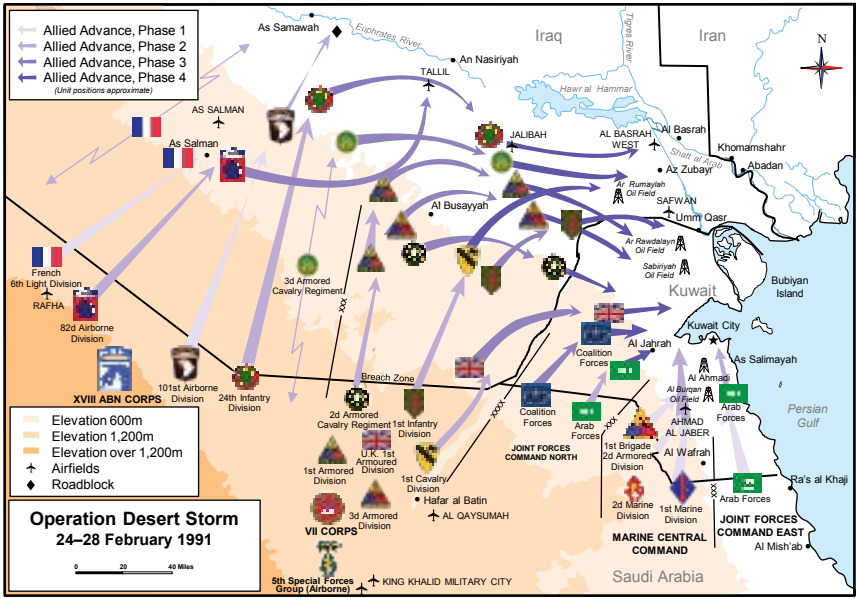 Allied Advance, Phase 1
Allied Advance, Phase 2
Allied Advance, Phase 3
Allied Advance, Phase 4
(Unit positions approximate)
As Samawah
Euphrates River
Iraq
Tigres River
Iran
An Nasiriyah
TALLIL
Hawr al Hammar
AS SALMAN
As Salman
JALIBAH
AL BASRAH
WEST
Al Basrah
Khomamshahr
Shatt al Arab
Abadan
Az Zubayr
Ar Rumaylah
Oil Field
SAFWAN
Umm Qasr
Al Busayyah
Ar Rawdalayn
Oil Field
Sabiriyah
Oil Field
Bubiyan
Island
Kuwait
French
6th Light Division
RAFHA
3d Armored
Cavalry Regiment
XXX
82d Airborne
Division
Kuwait City
Al Jahrah
Coalition
Forces
As Salimayah
Al Ahmadi
Al Burqan
Oil Field
XVIII ABN CORPS
101st Airborne
Division
24th Infantry
Division
Breach Zone
XXXX
2d Armored
Cavalry Regiment
1st Infantry
Division
Coalition
Forces
Arab
Forces
XXX
Arab
Forces
AHMAD
AL JABER
Persian
Gulf
Elevation 600m
Elevation 1,200m
Elevation over 1,200m
Airfields
Roadblock
U.K. 1st
Armoured
Division
1st Armored
Division
1st Cavalry
Division
JOINT FORCES
COMMAND NORTH
1st Brigade
2d Armored
Division
Al Wafrah
Ra's al Khaji
Operation Desert Storm
24–28 February 1991
0 20 40 Miles
VII CORPS
3d Armored
Division
Hafar al Batin
AL QAYSUMAH
2d Marine
Division
1st Marine
Division
XXX
Arab Forces
MARINE CENTRAL
COMMAND
JOINT FORCES
COMMAND EAST
Al Mish'ab
5th Special Forces
Group (Airborne)
KING KHALID MILITARY CITY
Saudi Arabia
N